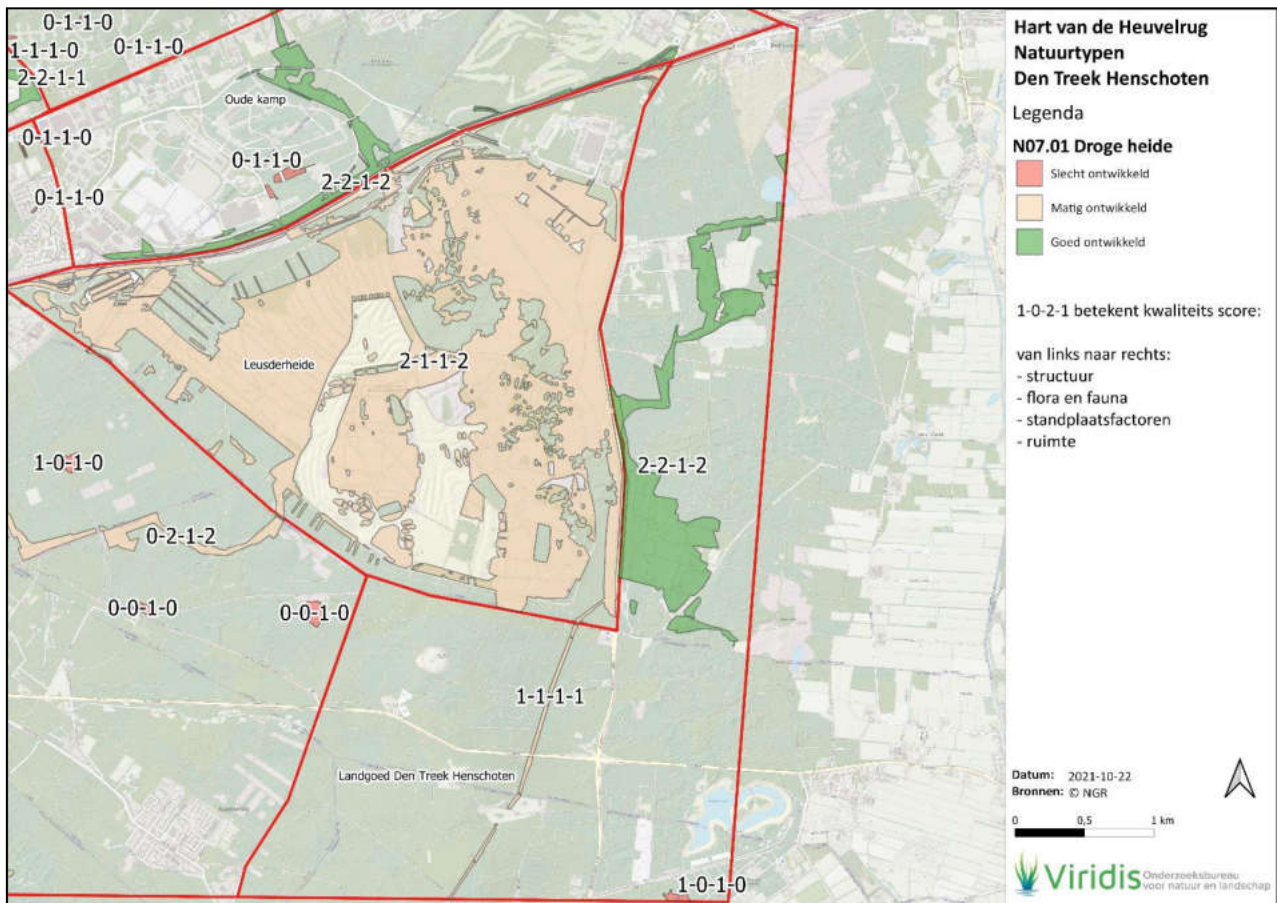 0-1-1-0
1-1-1-0
0-1-1-0
2-2-1-1
Oude kamp
0-1-1-0
0-1-1-0
2-2-1-2
0-1-1-0
Leusderheide
2-1-1-2
1-0-1-0
2-2-1-2
0-2-1-2
0-0-1-0
0-0-1-0
1-1-1-1
Landgoed Den Treek Henschoten
1-0-1-0
Hart van de Heuvelrug
Natuurtypen
Den Treek Henschoten
Legenda
N07.01 Droge heide
Slecht ontwikkeld
Matig ontwikkeld
Goed ontwikkeld
1-0-2-1 betekent kwaliteits score:
van links naar rechts:
- structuur
- flora en fauna
- standplaatsfactoren
- ruimte
Datum: 2021-10-22
Bronnen: © NGR
0 0,5 1 km
Viridis Onderzoeksbureau
voor natuur en landschap